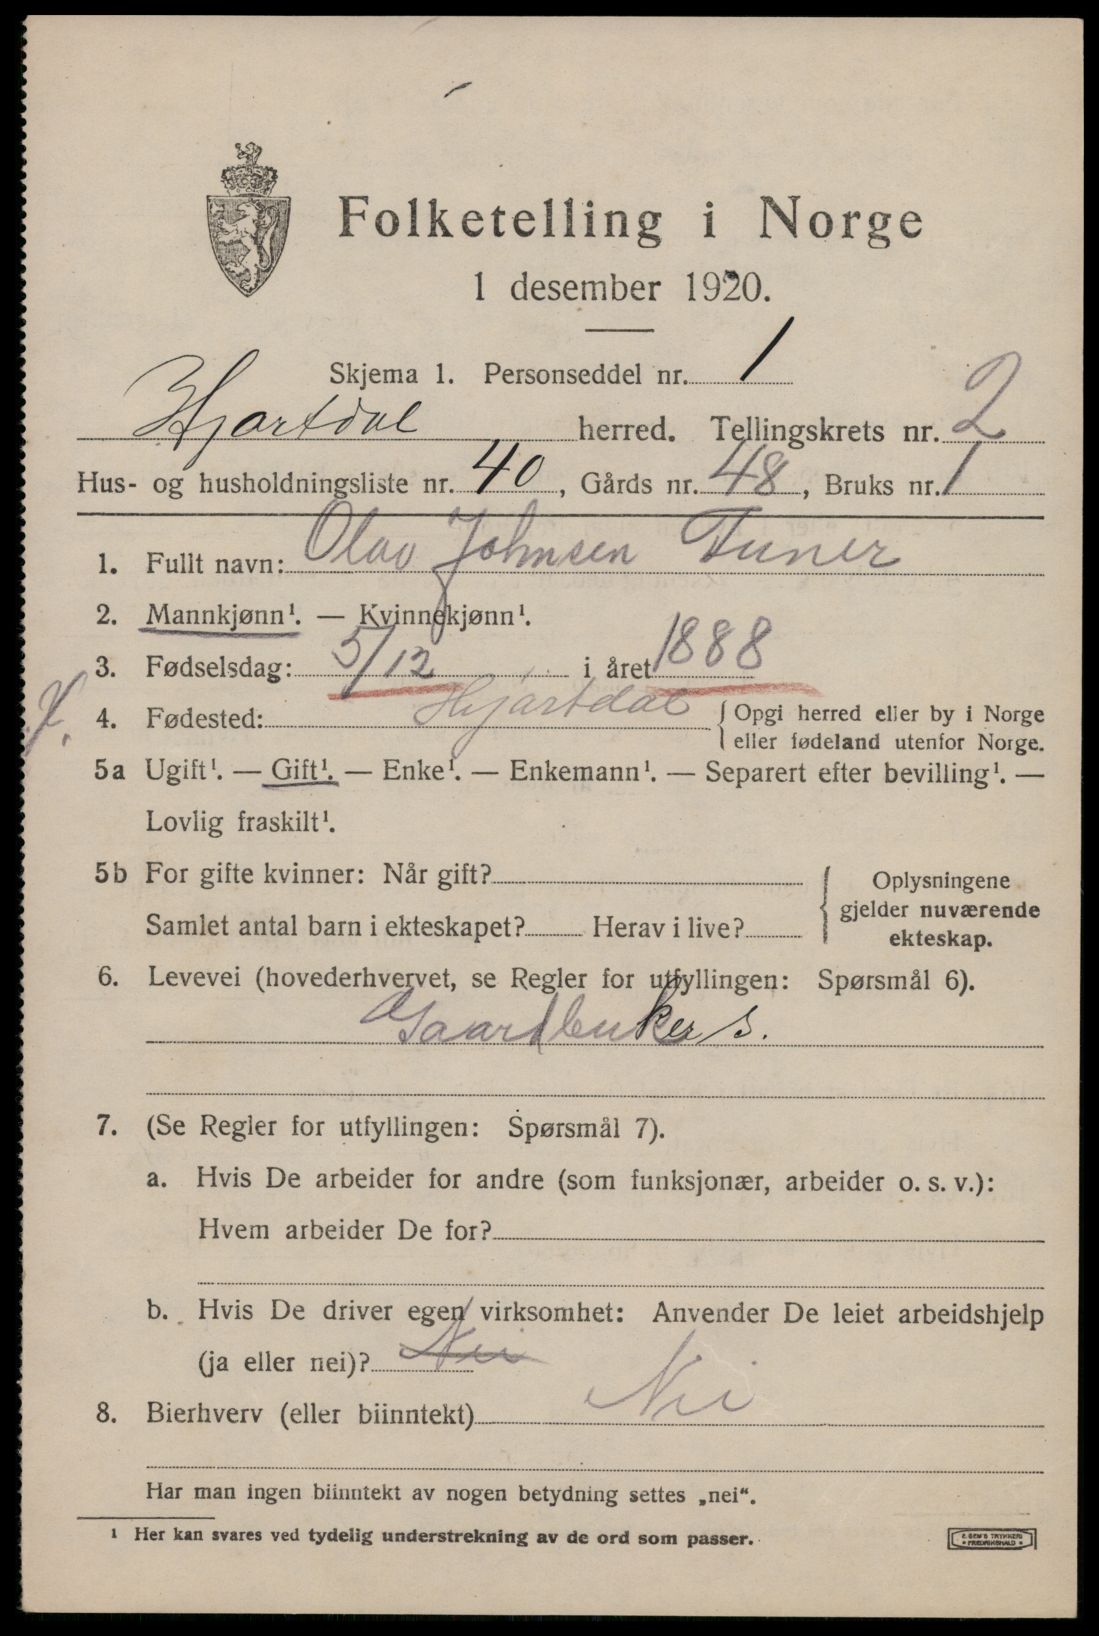 Folketelling i Norge
1 desember 1920.
Skjema 1. Personseddel nr. 1
Hjartdal herred. Tellingskrets nr. 2
Hus- og husholdningsliste nr. 40, Gårds nr. 48, Bruks nr. 1
1. Fullt navn: Olav Johnsen Funer
2. Mannkjønn¹. — Kvinnekjønn¹.
3. Fødselsdag: 5/12 i året 1888
4. Fødested: Hjartdal { Opgi herred eller by i Norge
eller fødeland utenfor Norge.
5a Ugift¹. — Gift¹. — Enke¹. — Enkemann¹. — Separert efter bevilling¹. —
Lovlig fraskilt¹.
5b For gifte kvinner: Når gift?
Samlet antal barn i ekteskapet? Herav i live?
Oplysningene
gjelder nuværende
ekteskap.
6. Levevei (hovederhvervet, se Regler for utfyllingen: Spørsmål 6).
Gaardbruker s.
7. (Se Regler for utfyllingen: Spørsmål 7).
a. Hvis De arbeider for andre (som funksjonær, arbeider o. s. v.):
Hvem arbeider De for?
b. Hvis De driver egen virksomhet: Anvender De leiet arbeidshjelp
(ja eller nei)? Nei
8. Bierhverv (eller biinntekt) Nei
Har man ingen biinntekt av nogen betydning settes „nei“.
¹ Her kan svares ved tydelig understrekning av de ord som passer.